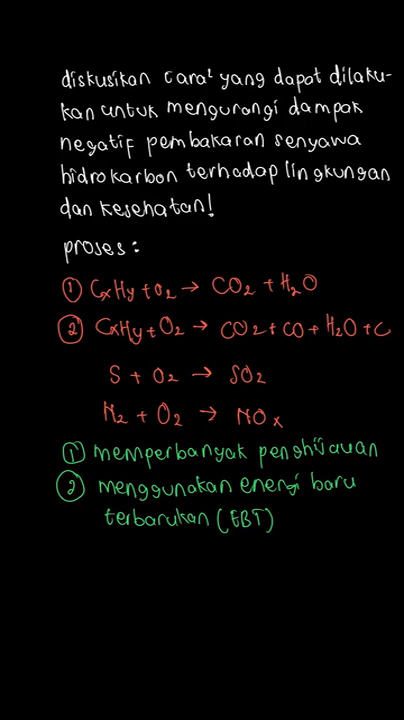 diskusikan cara² yang dapat dilaku-
kan untuk mengurangi dampak
negatif pembakaran senyawa
hidrokarbon terhadap lingkungan
dan kesehatan!
proses:
① CxHy + O₂ → CO₂ + H₂O
② CxHy + O₂ → CO₂ + CO + H₂O + C
S + O₂ → SO₂
N₂ + O₂ → NOx
① memperbanyak penghijauan
② menggunakan energi baru
terbarukan (EBT)